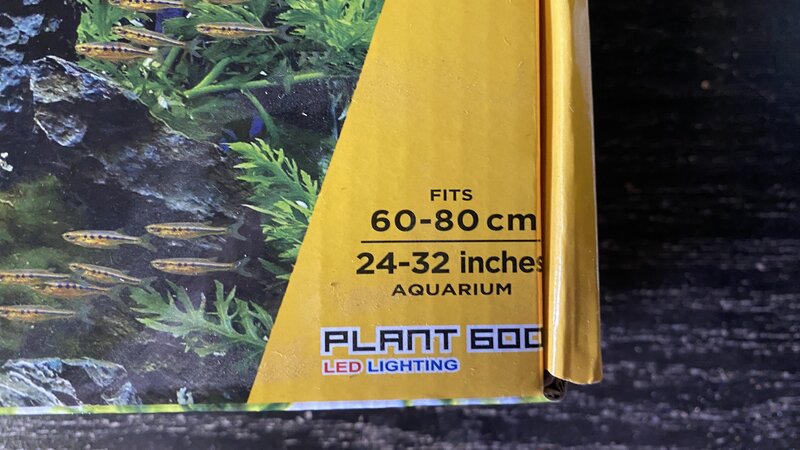 FITS
60-80 cm
24-32 inches
AQUARIUM
PLANT 600
LED LIGHTING